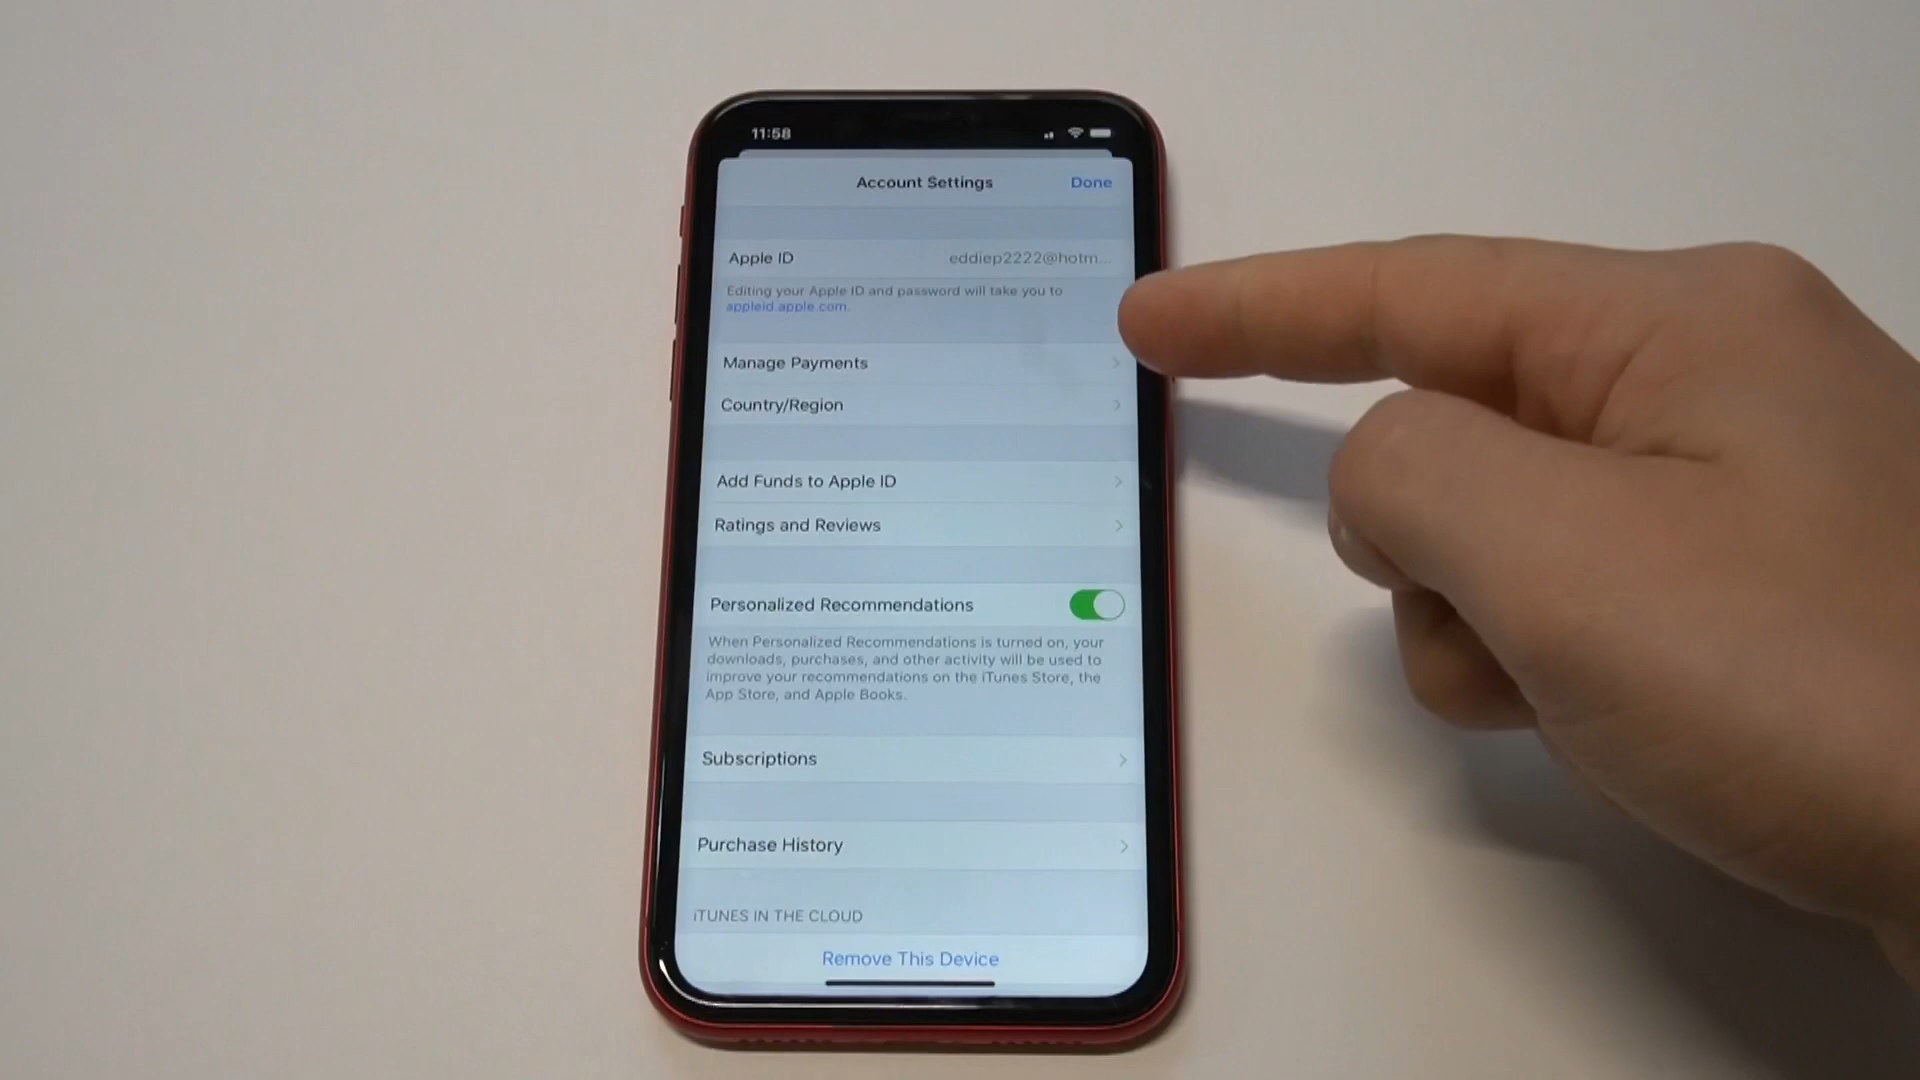 11:58
Account Settings
Done
Apple ID
eddiep2222@hotm...
Editing your Apple ID and password will take you to
appleid.apple.com.
Manage Payments
Country/Region
Add Funds to Apple ID
Ratings and Reviews
Personalized Recommendations
When Personalized Recommendations is turned on, your
downloads, purchases, and other activity will be used to
improve your recommendations on the iTunes Store, the
App Store, and Apple Books.
Subscriptions
Purchase History
iTUNES IN THE CLOUD
Remove This Device